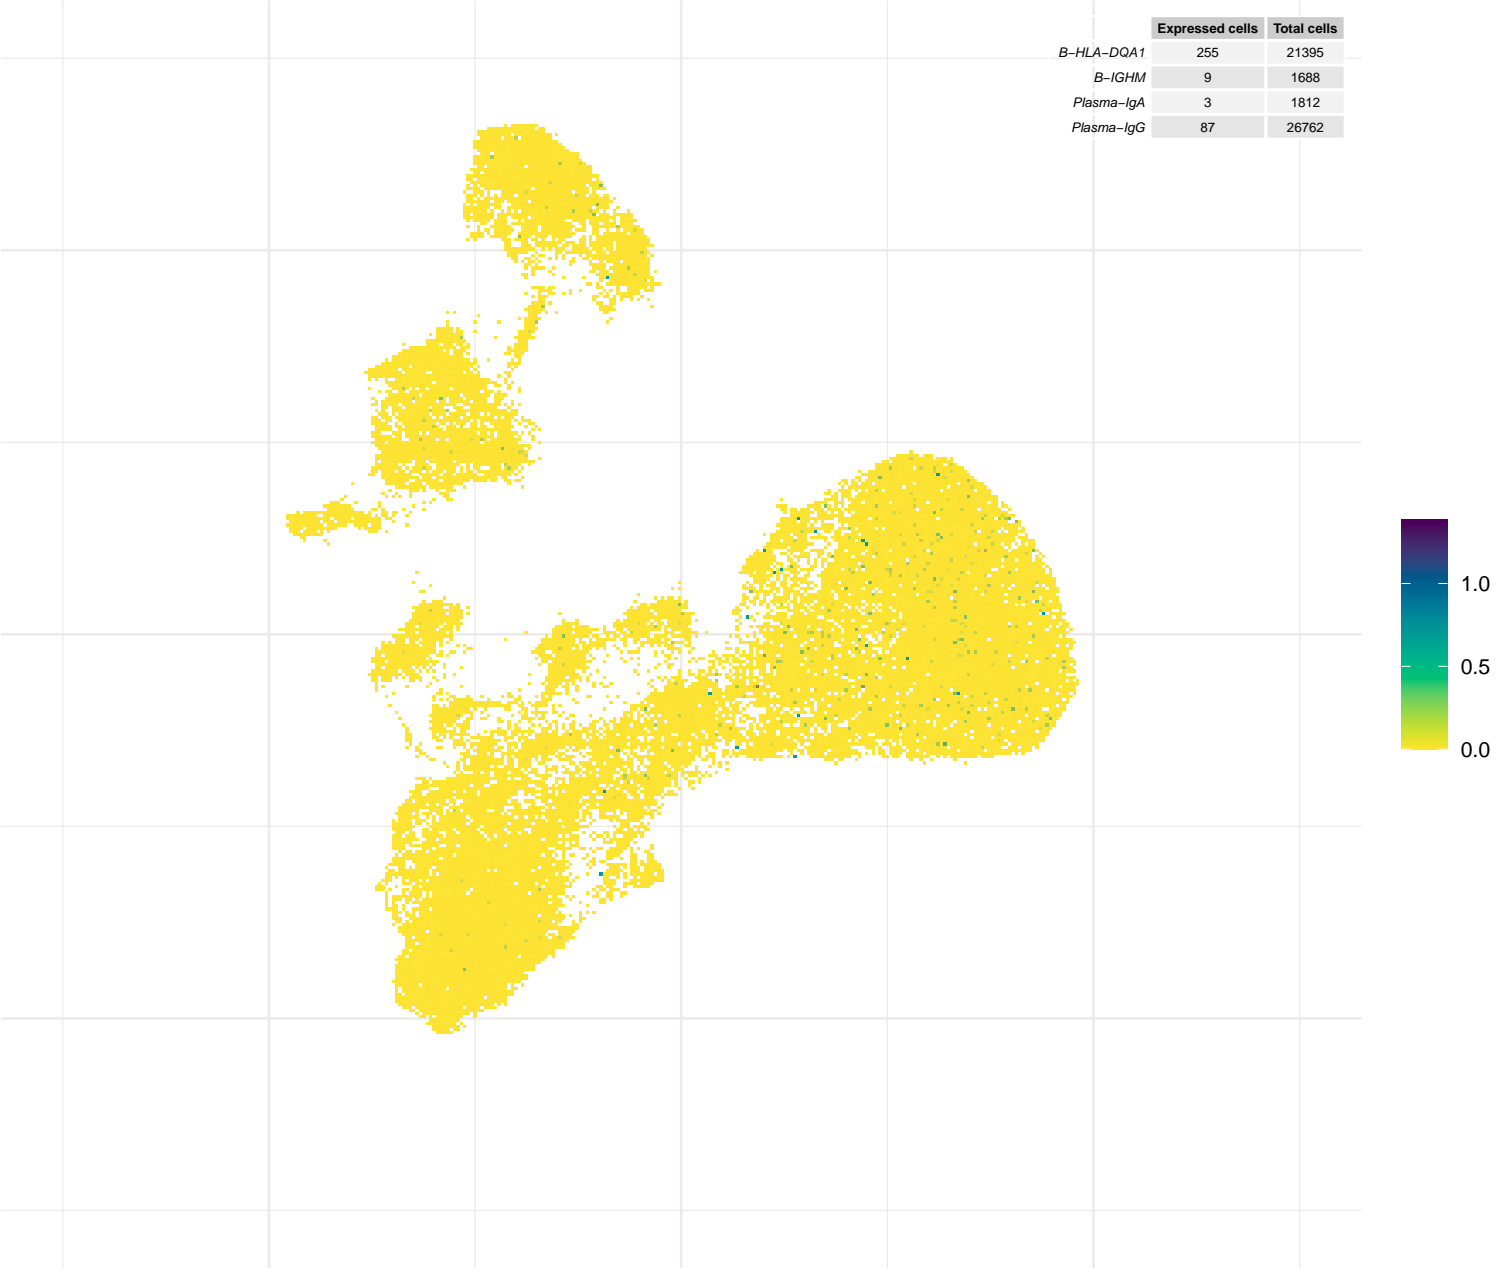 Expressed cells Total cells
B−HLA−DQA1 255 21395
B−IGHM 9 1688
Plasma−IgA 3 1812
Plasma−IgG 87 26762
1.0
0.5
0.0